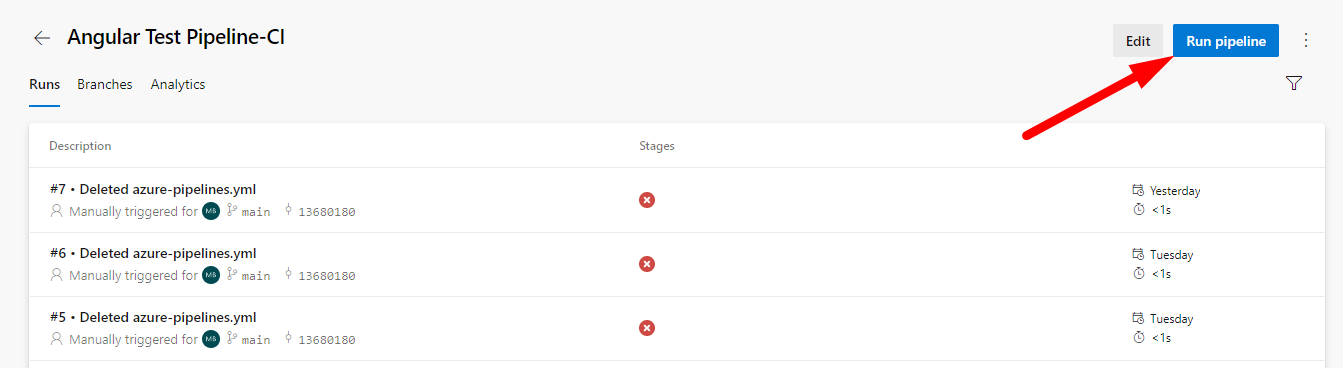 Angular Test Pipeline-CI
Edit
Run pipeline
Runs
Branches
Analytics
Description
Stages
#7 • Deleted azure-pipelines.yml
Yesterday
Manually triggered for MB main 13680180
<1s
#6 • Deleted azure-pipelines.yml
Tuesday
Manually triggered for MB main 13680180
<1s
#5 • Deleted azure-pipelines.yml
Tuesday
Manually triggered for MB main 13680180
<1s